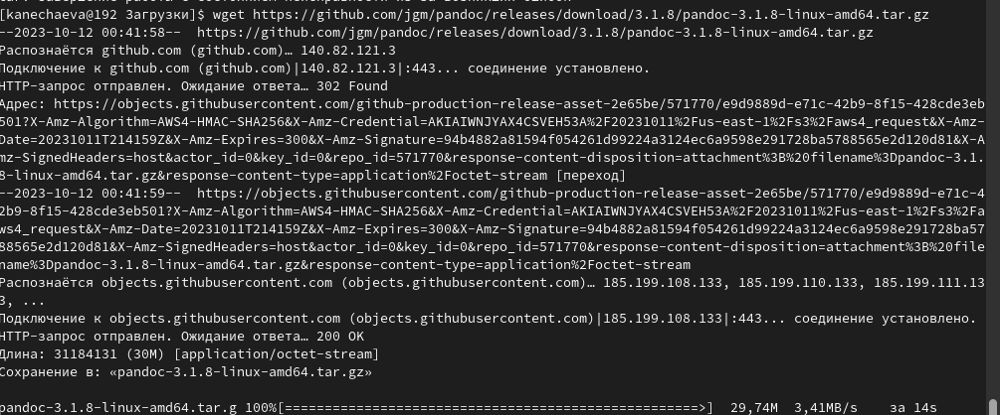 [kanechaeva@192 Загрузки]$ wget https://github.com/jgm/pandoc/releases/download/3.1.8/pandoc-3.1.8-linux-amd64.tar.gz
--2023-10-12 00:41:58--  https://github.com/jgm/pandoc/releases/download/3.1.8/pandoc-3.1.8-linux-amd64.tar.gz
Распознаётся github.com (github.com)… 140.82.121.3
Подключение к github.com (github.com)|140.82.121.3|:443... соединение установлено.
HTTP-запрос отправлен. Ожидание ответа… 302 Found
Адрес: https://objects.githubusercontent.com/github-production-release-asset-2e65be/571770/e9d9889d-e71c-42b9-8f15-428cde3eb
501?X-Amz-Algorithm=AWS4-HMAC-SHA256&X-Amz-Credential=AKIAIWNJYAX4CSVEH53A%2F20231011%2Fus-east-1%2Fs3%2Faws4_request&X-Amz-
Date=20231011T214159Z&X-Amz-Expires=300&X-Amz-Signature=94b4882a81594f054261d99224a3124ec6a9598e291728ba5788565e2d120d81&X-A
mz-SignedHeaders=host&actor_id=0&key_id=0&repo_id=571770&response-content-disposition=attachment%3B%20filename%3Dpandoc-3.1.
8-linux-amd64.tar.gz&response-content-type=application%2Foctet-stream [переход]
--2023-10-12 00:41:59--  https://objects.githubusercontent.com/github-production-release-asset-2e65be/571770/e9d9889d-e71c-4
2b9-8f15-428cde3eb501?X-Amz-Algorithm=AWS4-HMAC-SHA256&X-Amz-Credential=AKIAIWNJYAX4CSVEH53A%2F20231011%2Fus-east-1%2Fs3%2Fa
ws4_request&X-Amz-Date=20231011T214159Z&X-Amz-Expires=300&X-Amz-Signature=94b4882a81594f054261d99224a3124ec6a9598e291728ba57
88565e2d120d81&X-Amz-SignedHeaders=host&actor_id=0&key_id=0&repo_id=571770&response-content-disposition=attachment%3B%20file
name%3Dpandoc-3.1.8-linux-amd64.tar.gz&response-content-type=application%2Foctet-stream
Распознаётся objects.githubusercontent.com (objects.githubusercontent.com)… 185.199.108.133, 185.199.110.133, 185.199.111.13
3, ...
Подключение к objects.githubusercontent.com (objects.githubusercontent.com)|185.199.108.133|:443... соединение установлено.
HTTP-запрос отправлен. Ожидание ответа… 200 OK
Длина: 31184131 (30M) [application/octet-stream]
Сохранение в: «pandoc-3.1.8-linux-amd64.tar.gz»
pandoc-3.1.8-linux-amd64.tar.g 100%[====================================================>]  29,74M  3,41MB/s    за 14s